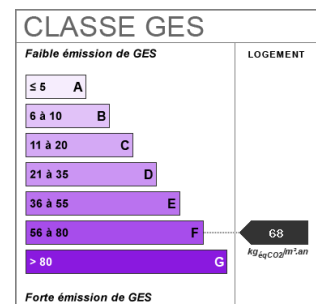 CLASSE GES
Faible émission de GES
LOGEMENT
≤ 5 A
6 à 10 B
11 à 20 C
21 à 35 D
36 à 55 E
56 à 80 F
68
kgéqCO2/m².an
> 80 G
Forte émission de GES